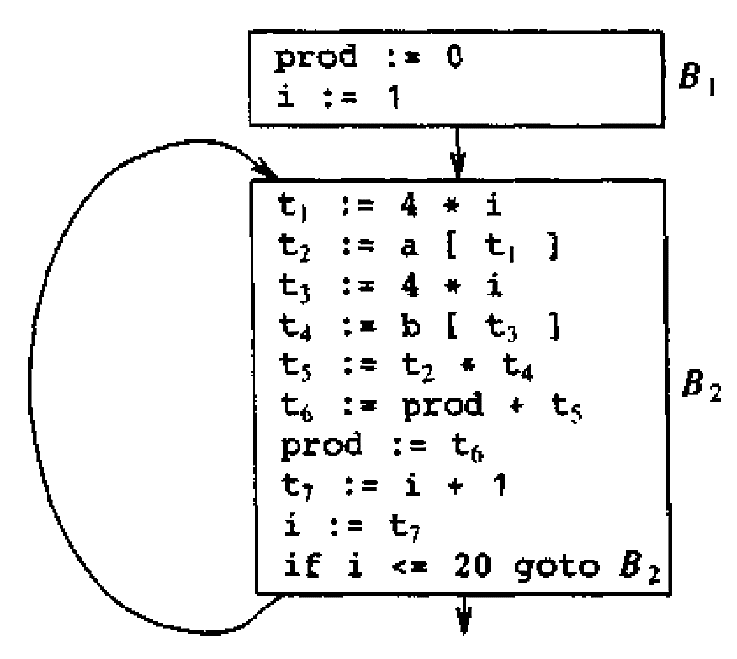 prod := 0
i := 1
B₁
t₁ := 4 * i
t₂ := a [ t₁ ]
t₃ := 4 * i
t₄ := b [ t₃ ]
t₅ := t₂ * t₄
t₆ := prod + t₅
prod := t₆
t₇ := i + 1
i := t₇
if i <= 20 goto B₂
B₂